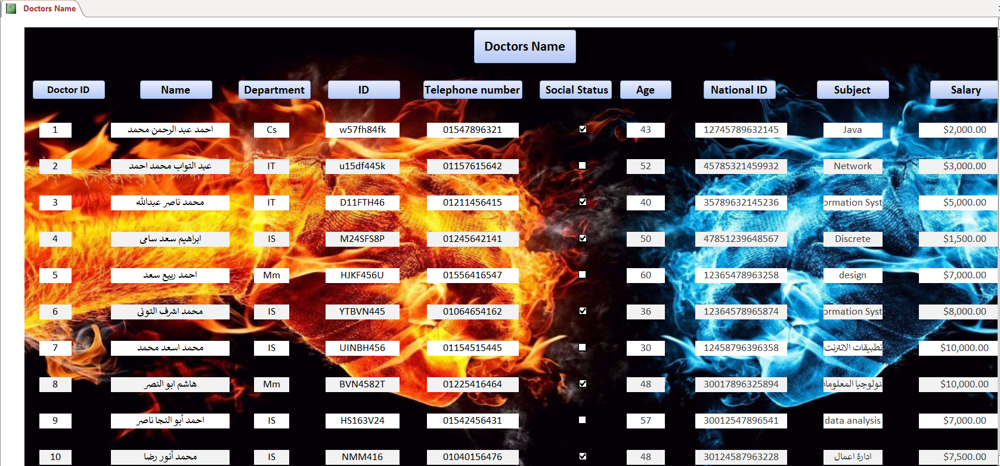 Doctors Name
Doctors Name
Doctor ID Name Department ID Telephone number Social Status Age National ID Subject Salary
1 احمد عبد الرحمن محمد Cs w57fh84fk 01547896321 43 12745789632145 Java $2,000.00
2 عبد التواب محمد احمد IT u15df445k 01157615642 52 45785321459932 Network $3,000.00
3 محمد ناصر عبدالله IT D11FTH46 01211456415 40 35789632145236 ormation Syst $5,000.00
4 ابراهيم سعد سامى IS M24SFS8P 01245642141 50 47851239648567 Discrete $1,500.00
5 احمد ربيع سعد Mm HJKF456U 01556416547 60 12365478963258 design $7,000.00
6 محمد اشرف التونى IS YTBVN445 01064654162 36 12364578965874 ormation Syst $8,000.00
7 محمد اسعد محمد IS UINBH456 01154515445 30 12458796396358 تطبيقات الانترنت $10,000.00
8 هاشم ابو النصر Mm BVN4582T 01225416464 48 30017896325894 نولوجيا المعلوما $10,000.00
9 احمد أبو النجا ناصر IS HS163V24 01542456431 57 30012547896541 data analysis $7,000.00
10 محمد أنور رضا IS NMM416 01040156476 48 30124587963228 ادارة اعمال $7,500.00